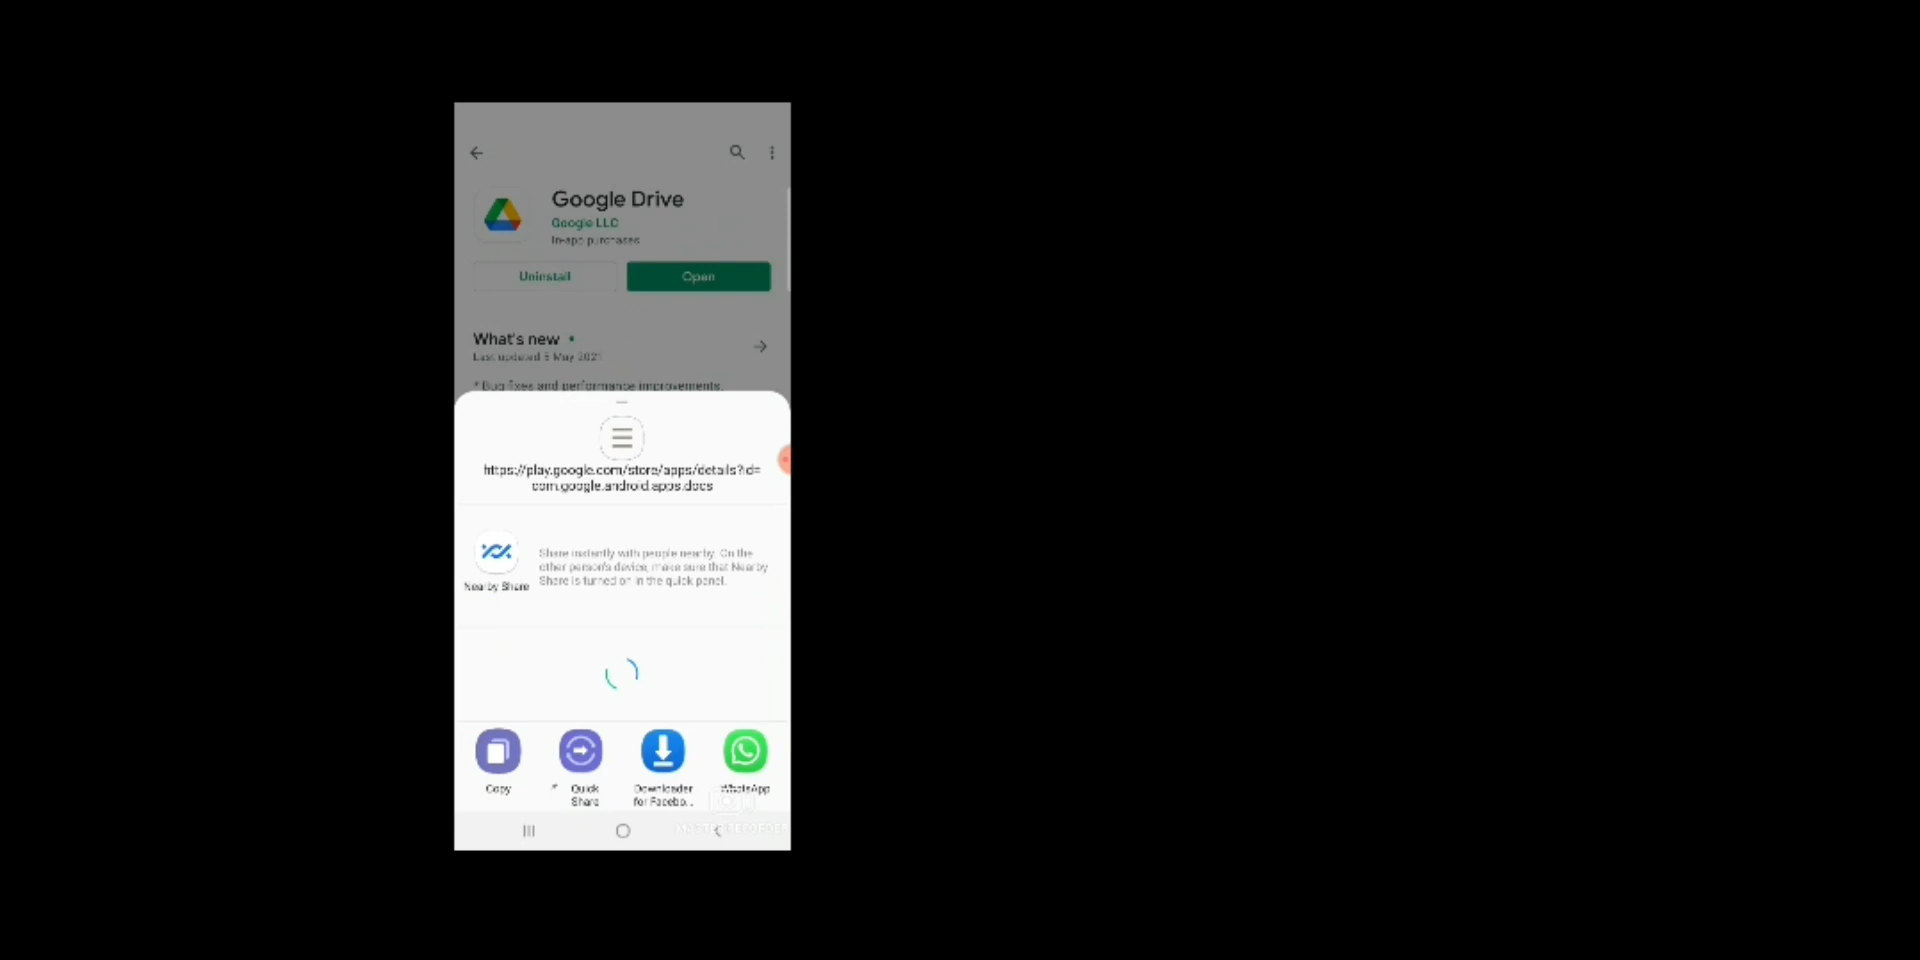 Google Drive
Google LLC
In-app purchases
Uninstall
Open
What's new
Last updated 5 May 2021
* Bug fixes and performance improvements.
https://play.google.com/store/apps/details?id=
com.google.android.apps.docs
Share instantly with people nearby. On the
other person's device, make sure that Nearby
Share is turned on in the quick panel.
Nearby Share
Copy
Quick
Share
Downloader
for Facebo...
WhatsApp